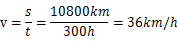 v = s/t = 10800km/300h = 36km/h